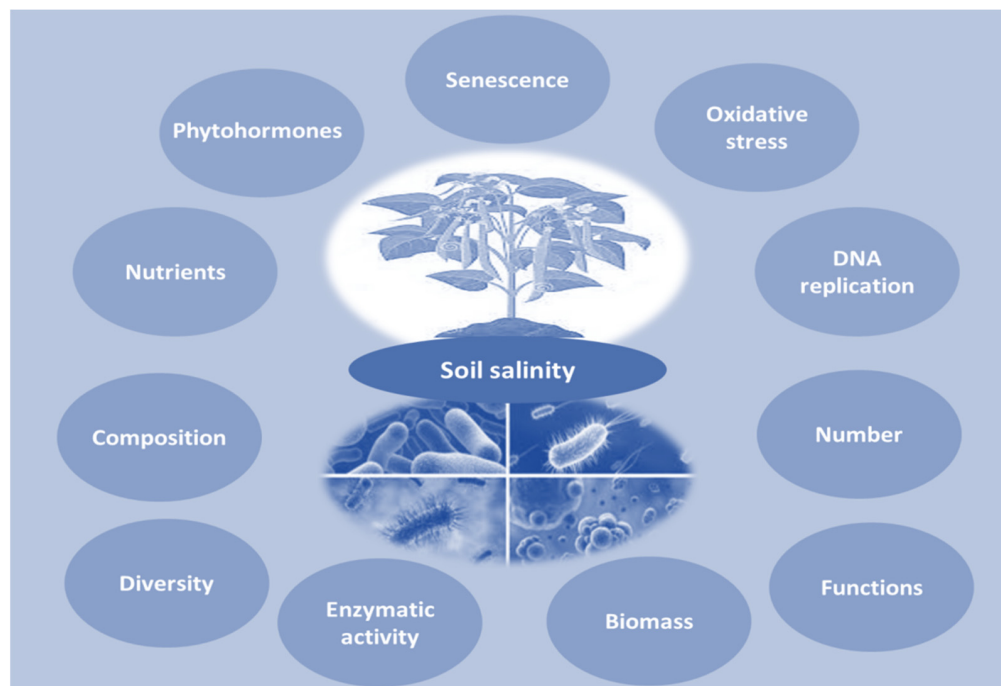 Senescence
Phytohormones
Oxidative
stress
Nutrients
DNA
replication
Soil salinity
Composition
Number
Diversity
Functions
Enzymatic
activity
Biomass